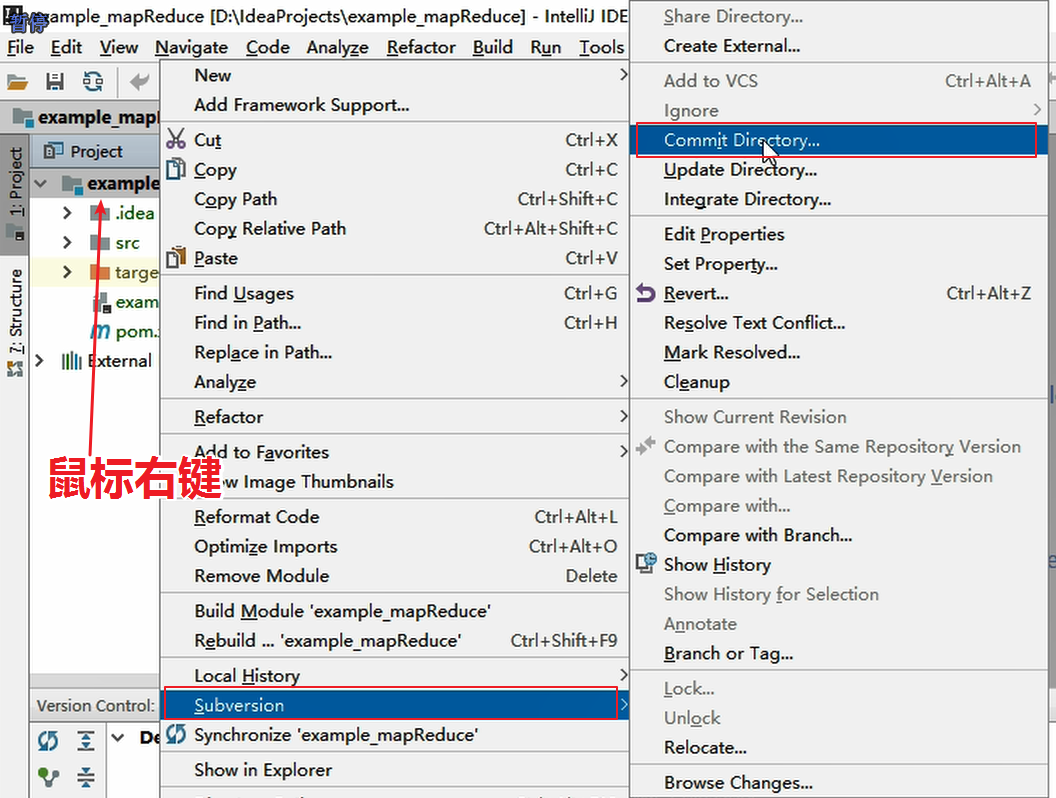 暂停
example_mapReduce [D:\IdeaProjects\example_mapReduce] - IntelliJ IDE
File Edit View Navigate Code Analyze Refactor Build Run Tools
example_map
1: Project
7: Structure
Project
example
.idea
src
targe
exam
pom.
External
鼠标右键
Version Control:
De
New
Add Framework Support...
Cut Ctrl+X
Copy Ctrl+C
Copy Path Ctrl+Shift+C
Copy Relative Path Ctrl+Alt+Shift+C
Paste Ctrl+V
Find Usages Ctrl+G
Find in Path... Ctrl+H
Replace in Path...
Analyze
Refactor
Add to Favorites
ow Image Thumbnails
Reformat Code Ctrl+Alt+L
Optimize Imports Ctrl+Alt+O
Remove Module Delete
Build Module 'example_mapReduce'
Rebuild ... 'example_mapReduce' Ctrl+Shift+F9
Local History
Subversion
Synchronize 'example_mapReduce'
Show in Explorer
Share Directory...
Create External...
Add to VCS Ctrl+Alt+A
Ignore
Commit Directory...
Update Directory...
Integrate Directory...
Edit Properties
Set Property...
Revert... Ctrl+Alt+Z
Resolve Text Conflict...
Mark Resolved...
Cleanup
Show Current Revision
Compare with the Same Repository Version
Compare with Latest Repository Version
Compare with...
Compare with Branch...
Show History
Show History for Selection
Annotate
Branch or Tag...
Lock...
Unlock
Relocate...
Browse Changes...